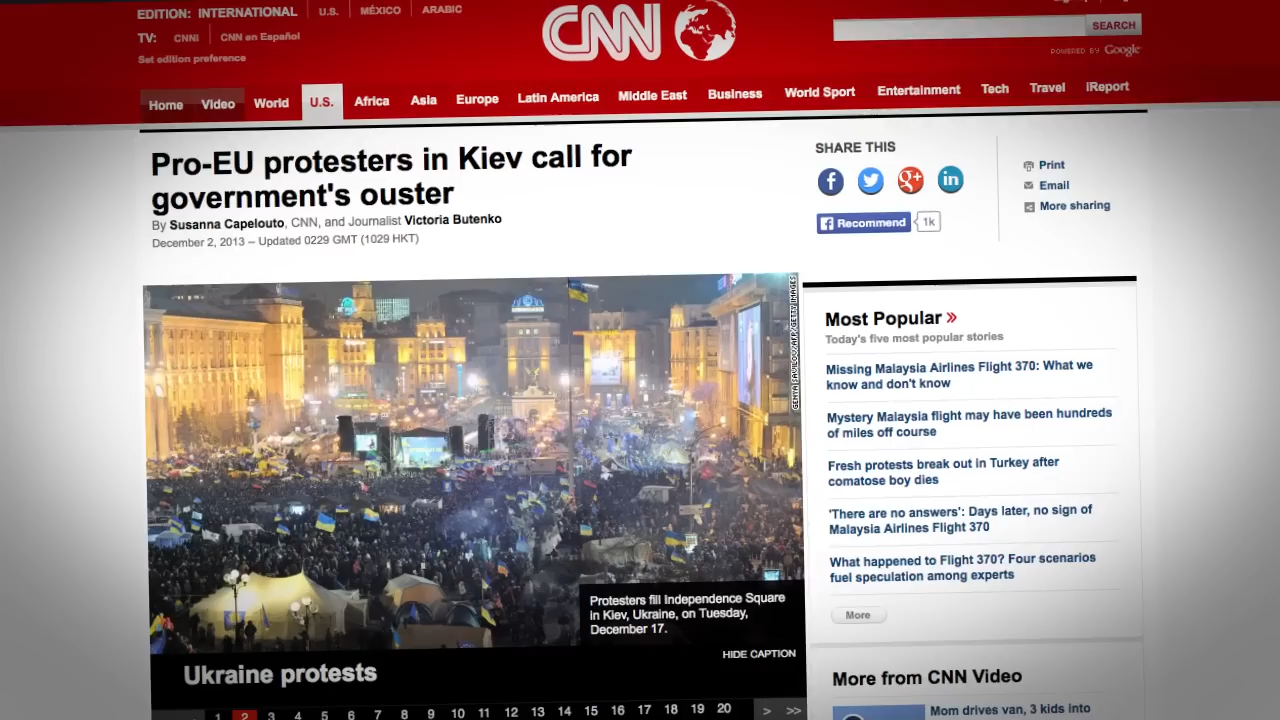 EDITION: INTERNATIONAL
U.S.
MÉXICO
ARABIC
TV:
CNNI
CNN en Español
Set edition preference
CNN
SEARCH
POWERED BY Google
Home
Video
World
U.S.
Africa
Asia
Europe
Latin America
Middle East
Business
World Sport
Entertainment
Tech
Travel
iReport
Pro-EU protesters in Kiev call for
government's ouster
By Susanna Capelouto, CNN, and Journalist Victoria Butenko
December 2, 2013 -- Updated 0229 GMT (1029 HKT)
SHARE THIS
Print
Email
More sharing
Recommend
1k
GENYA SAVILOV/AFP/GETTY IMAGES
Protesters fill Independence Square
in Kiev, Ukraine, on Tuesday,
December 17.
HIDE CAPTION
Ukraine protests
1 2 3 4 5 6 7 8 9 10 11 12 13 14 15 16 17 18 19 20 > >>
Most Popular »
Today's five most popular stories
Missing Malaysia Airlines Flight 370: What we
know and don't know
Mystery Malaysia flight may have been hundreds
of miles off course
Fresh protests break out in Turkey after
comatose boy dies
'There are no answers': Days later, no sign of
Malaysia Airlines Flight 370
What happened to Flight 370? Four scenarios
fuel speculation among experts
More
More from CNN Video
Mom drives van, 3 kids into